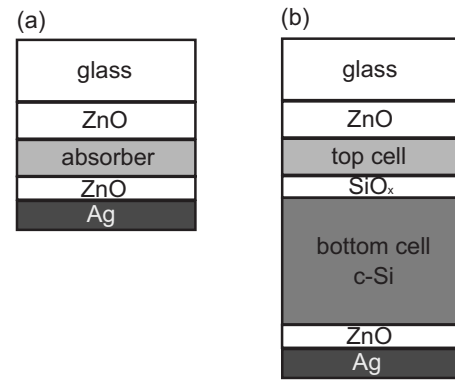 (a)
glass
ZnO
absorber
ZnO
Ag
(b)
glass
ZnO
top cell
SiOₓ
bottom cell
c-Si
ZnO
Ag